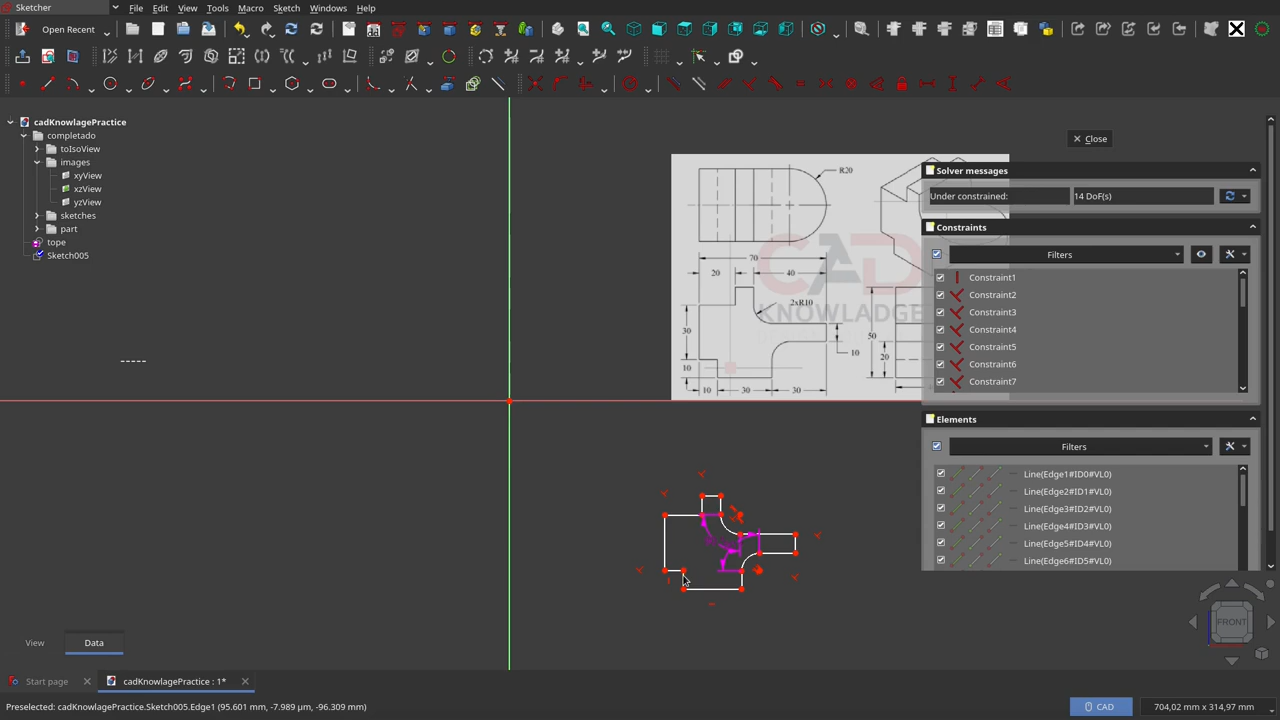 Sketcher
File Edit View Tools Macro Sketch Windows Help
Open Recent
cadKnowlagePractice
completado
toIsoView
images
xyView
xzView
yzView
sketches
part
tope
Sketch005
R20
70
20
40
2xR10
30
10
10
10
30
30
50
20
CAD
KNOWLADGE
Close
Solver messages
Under constrained:
14 DoF(s)
Constraints
Filters
Constraint1
Constraint2
Constraint3
Constraint4
Constraint5
Constraint6
Constraint7
Elements
Filters
Line(Edge1#ID0#VL0)
Line(Edge2#ID1#VL0)
Line(Edge3#ID2#VL0)
Line(Edge4#ID3#VL0)
Line(Edge5#ID4#VL0)
Line(Edge6#ID5#VL0)
FRONT
View Data
Start page
cadKnowlagePractice : 1*
Preselected: cadKnowlagePractice.Sketch005.Edge1 (95.601 mm, -7.989 µm, -96.309 mm)
CAD
704,02 mm x 314,97 mm